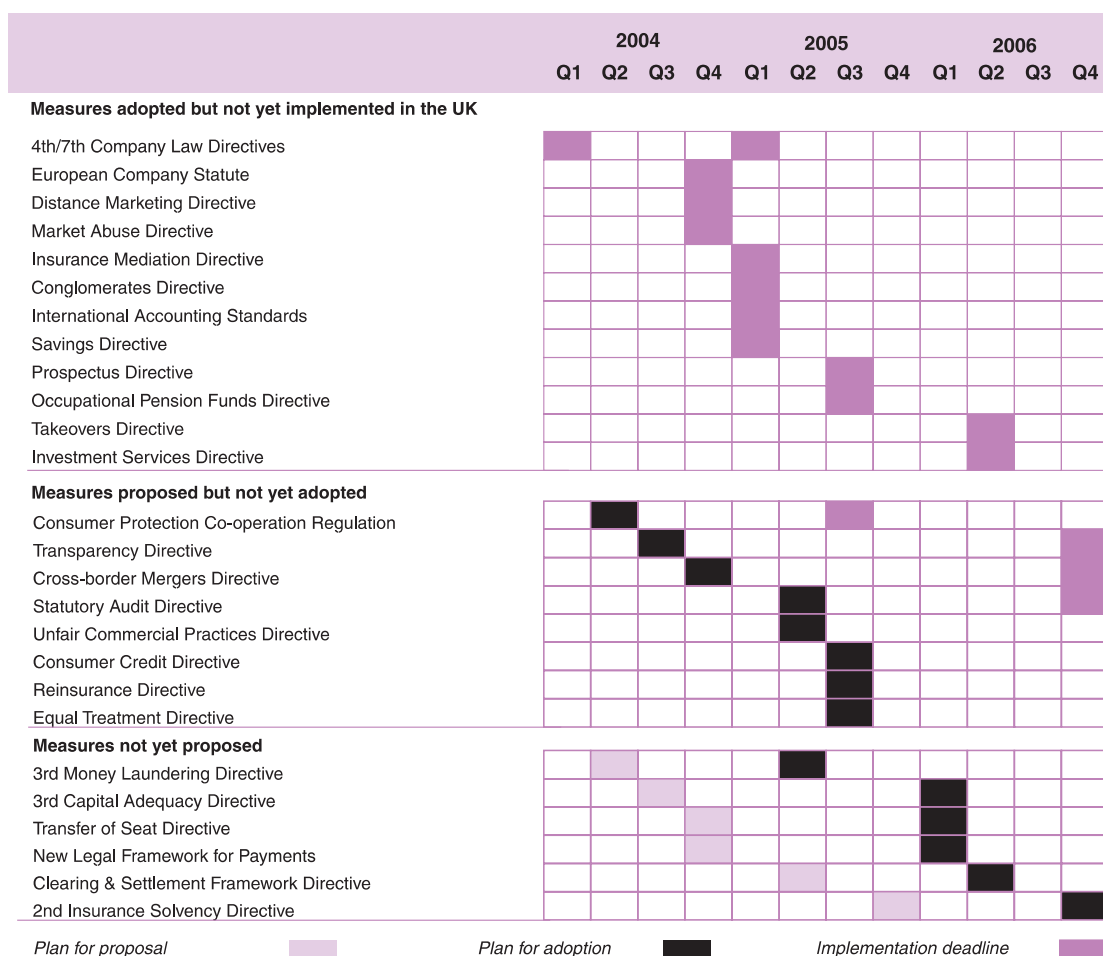 2004 2005 2006
Q1 Q2 Q3 Q4 Q1 Q2 Q3 Q4 Q1 Q2 Q3 Q4
Measures adopted but not yet implemented in the UK
4th/7th Company Law Directives
European Company Statute
Distance Marketing Directive
Market Abuse Directive
Insurance Mediation Directive
Conglomerates Directive
International Accounting Standards
Savings Directive
Prospectus Directive
Occupational Pension Funds Directive
Takeovers Directive
Investment Services Directive
Measures proposed but not yet adopted
Consumer Protection Co-operation Regulation
Transparency Directive
Cross-border Mergers Directive
Statutory Audit Directive
Unfair Commercial Practices Directive
Consumer Credit Directive
Reinsurance Directive
Equal Treatment Directive
Measures not yet proposed
3rd Money Laundering Directive
3rd Capital Adequacy Directive
Transfer of Seat Directive
New Legal Framework for Payments
Clearing & Settlement Framework Directive
2nd Insurance Solvency Directive
Plan for proposal Plan for adoption Implementation deadline